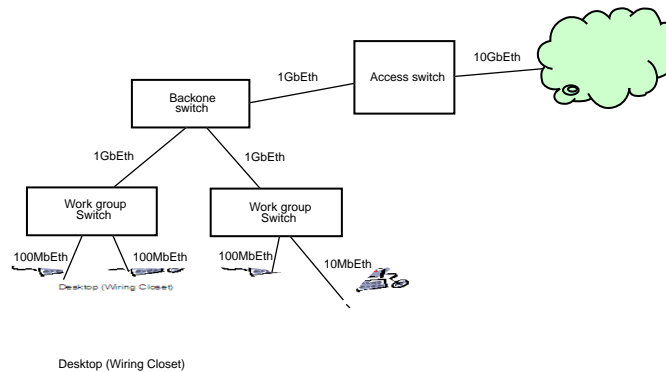 10GbEth
1GbEth
Access switch
Backone
switch
1GbEth
1GbEth
Work group
Switch
Work group
Switch
100MbEth
100MbEth
100MbEth
10MbEth
Desktop (Wiring Closet)
Desktop (Wiring Closet)